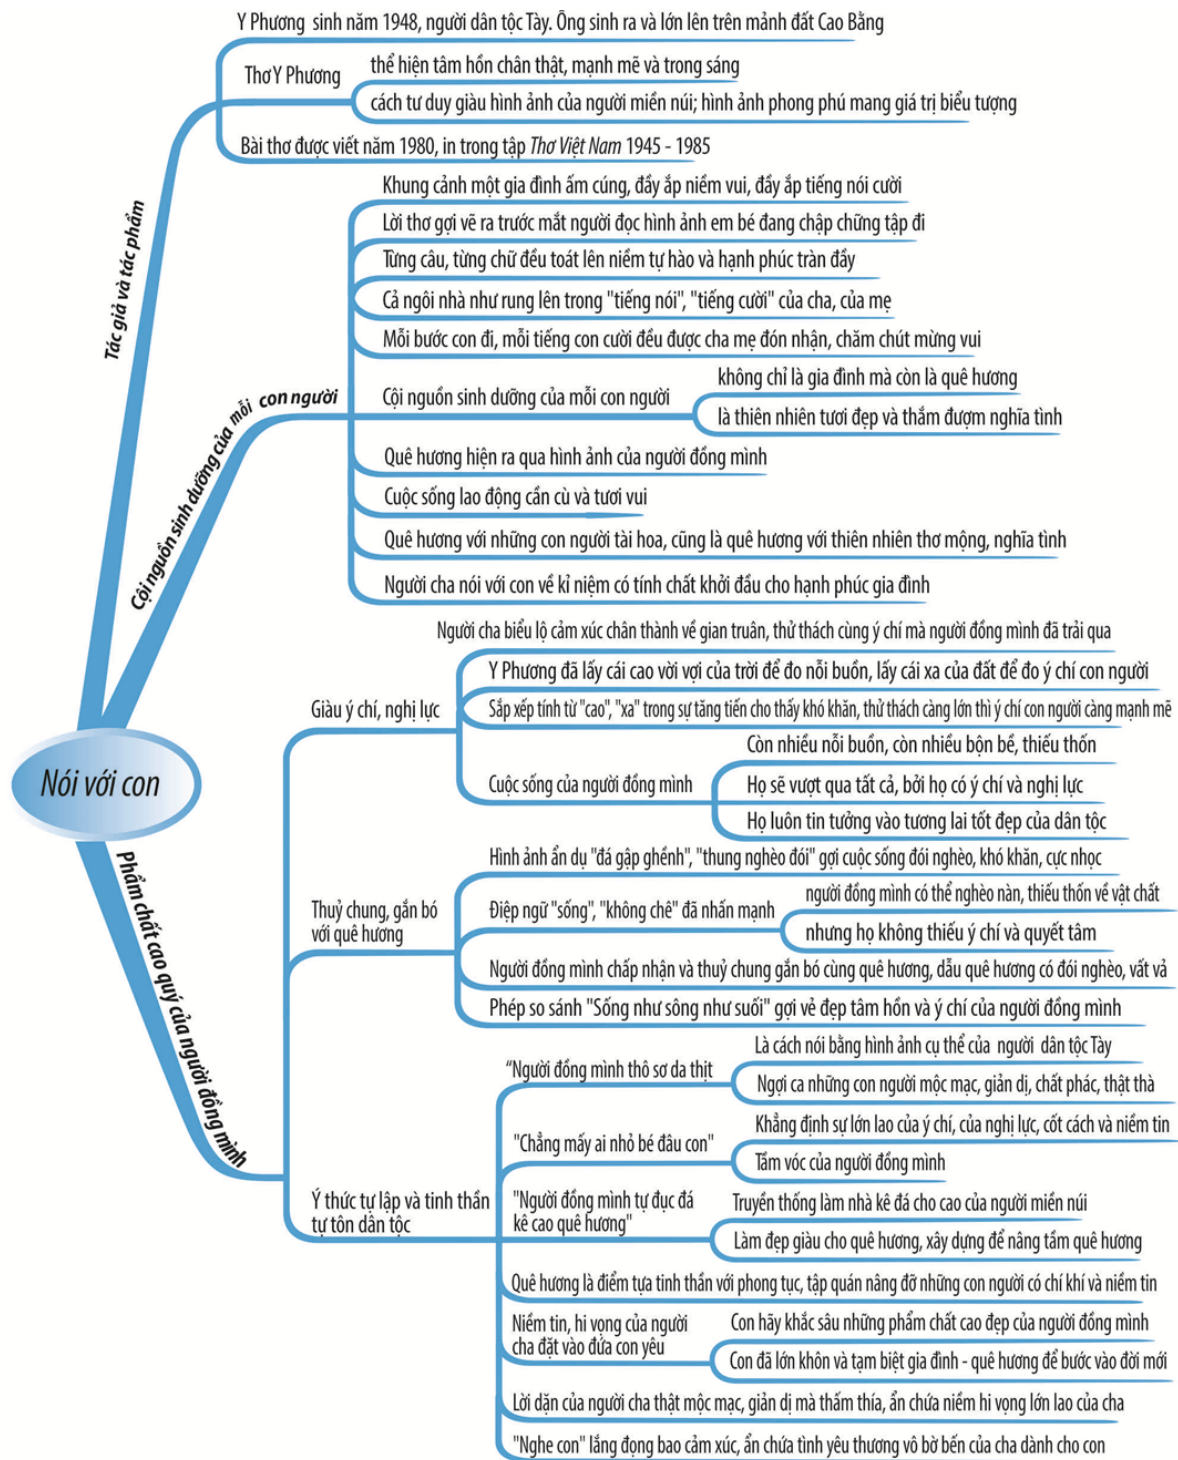 Y Phương sinh năm 1948, người dân tộc Tày. Ông sinh ra và lớn lên trên mảnh đất Cao Bằng
Thơ Y Phương
thể hiện tâm hồn chân thật, mạnh mẽ và trong sáng
cách tư duy giàu hình ảnh của người miền núi; hình ảnh phong phú mang giá trị biểu tượng
Bài thơ được viết năm 1980, in trong tập Thơ Việt Nam 1945 - 1985
Tác giả và tác phẩm
Khung cảnh một gia đình ấm cúng, đầy ắp niềm vui, đầy ắp tiếng nói cười
Lời thơ gợi vẽ ra trước mắt người đọc hình ảnh em bé đang chập chững tập đi
Từng câu, từng chữ đều toát lên niềm tự hào và hạnh phúc tràn đầy
Cả ngôi nhà như rung lên trong "tiếng nói", "tiếng cười" của cha, của mẹ
Mỗi bước con đi, mỗi tiếng con cười đều được cha mẹ đón nhận, chăm chút mừng vui
Cội nguồn sinh dưỡng của mỗi con người
Cội nguồn sinh dưỡng của mỗi con người
không chỉ là gia đình mà còn là quê hương
là thiên nhiên tươi đẹp và thắm đượm nghĩa tình
Quê hương hiện ra qua hình ảnh của người đồng mình
Cuộc sống lao động cần cù và tươi vui
Quê hương với những con người tài hoa, cũng là quê hương với thiên nhiên thơ mộng, nghĩa tình
Người cha nói với con về kỉ niệm có tính chất khởi đầu cho hạnh phúc gia đình
Nói với con
Phẩm chất cao quý của người đồng mình
Giàu ý chí, nghị lực
Người cha biểu lộ cảm xúc chân thành về gian truân, thử thách cùng ý chí mà người đồng mình đã trải qua
Y Phương đã lấy cái cao vời vợi của trời để đo nỗi buồn, lấy cái xa của đất để đo ý chí con người
Sắp xếp tính từ "cao", "xa" trong sự tăng tiến cho thấy khó khăn, thử thách càng lớn thì ý chí con người càng mạnh mẽ
Cuộc sống của người đồng mình
Còn nhiều nỗi buồn, còn nhiều bộn bề, thiếu thốn
Họ sẽ vượt qua tất cả, bởi họ có ý chí và nghị lực
Họ luôn tin tưởng vào tương lai tốt đẹp của dân tộc
Thuỷ chung, gắn bó
với quê hương
Hình ảnh ẩn dụ "đá gập ghềnh", "thung nghèo đói" gợi cuộc sống đói nghèo, khó khăn, cực nhọc
Điệp ngữ "sống", "không chê" đã nhấn mạnh
người đồng mình có thể nghèo nàn, thiếu thốn về vật chất
nhưng họ không thiếu ý chí và quyết tâm
Người đồng mình chấp nhận và thuỷ chung gắn bó cùng quê hương, dẫu quê hương có đói nghèo, vất vả
Phép so sánh "Sống như sông như suối" gợi vẻ đẹp tâm hồn và ý chí của người đồng mình
Ý thức tự lập và tinh thần
tự tôn dân tộc
“Người đồng mình thô sơ da thịt
Là cách nói bằng hình ảnh cụ thể của người dân tộc Tày
Ngợi ca những con người mộc mạc, giản dị, chất phác, thật thà
"Chẳng mấy ai nhỏ bé đâu con"
Khẳng định sự lớn lao của ý chí, của nghị lực, cốt cách và niềm tin
Tầm vóc của người đồng mình
"Người đồng mình tự đục đá
kê cao quê hương"
Truyền thống làm nhà kê đá cho cao của người miền núi
Làm đẹp giàu cho quê hương, xây dựng để nâng tầm quê hương
Quê hương là điểm tựa tinh thần với phong tục, tập quán nâng đỡ những con người có chí khí và niềm tin
Niềm tin, hi vọng của người
cha đặt vào đứa con yêu
Con hãy khắc sâu những phẩm chất cao đẹp của người đồng mình
Con đã lớn khôn và tạm biệt gia đình - quê hương để bước vào đời mới
Lời dặn của người cha thật mộc mạc, giản dị mà thấm thía, ẩn chứa niềm hi vọng lớn lao của cha
"Nghe con" lắng đọng bao cảm xúc, ẩn chứa tình yêu thương vô bờ bến của cha dành cho con